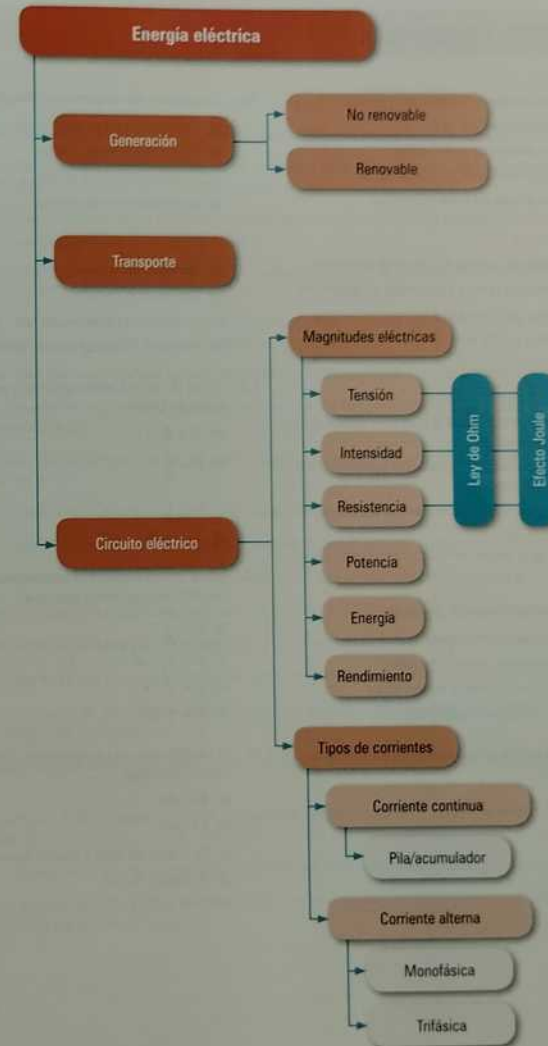 Energía eléctrica
Generación
No renovable
Renovable
Transporte
Circuito eléctrico
Magnitudes eléctricas
Tensión
Intensidad
Resistencia
Ley de Ohm
Efecto Joule
Potencia
Energía
Rendimiento
Tipos de corrientes
Corriente continua
Pila/acumulador
Corriente alterna
Monofásica
Trifásica